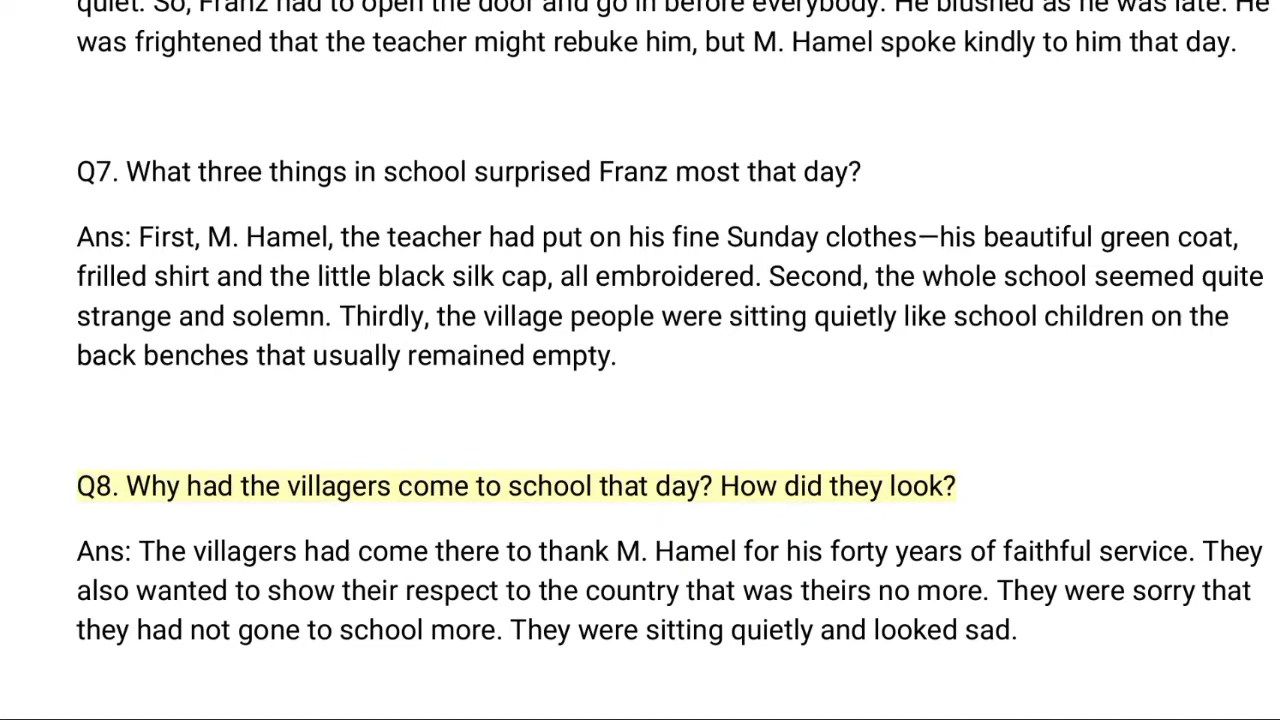 quiet. So, Franz had to open the door and go in before everybody. He blushed as he was late. He
was frightened that the teacher might rebuke him, but M. Hamel spoke kindly to him that day.
Q7. What three things in school surprised Franz most that day?
Ans: First, M. Hamel, the teacher had put on his fine Sunday clothes—his beautiful green coat,
frilled shirt and the little black silk cap, all embroidered. Second, the whole school seemed quite
strange and solemn. Thirdly, the village people were sitting quietly like school children on the
back benches that usually remained empty.
Q8. Why had the villagers come to school that day? How did they look?
Ans: The villagers had come there to thank M. Hamel for his forty years of faithful service. They
also wanted to show their respect to the country that was theirs no more. They were sorry that
they had not gone to school more. They were sitting quietly and looked sad.